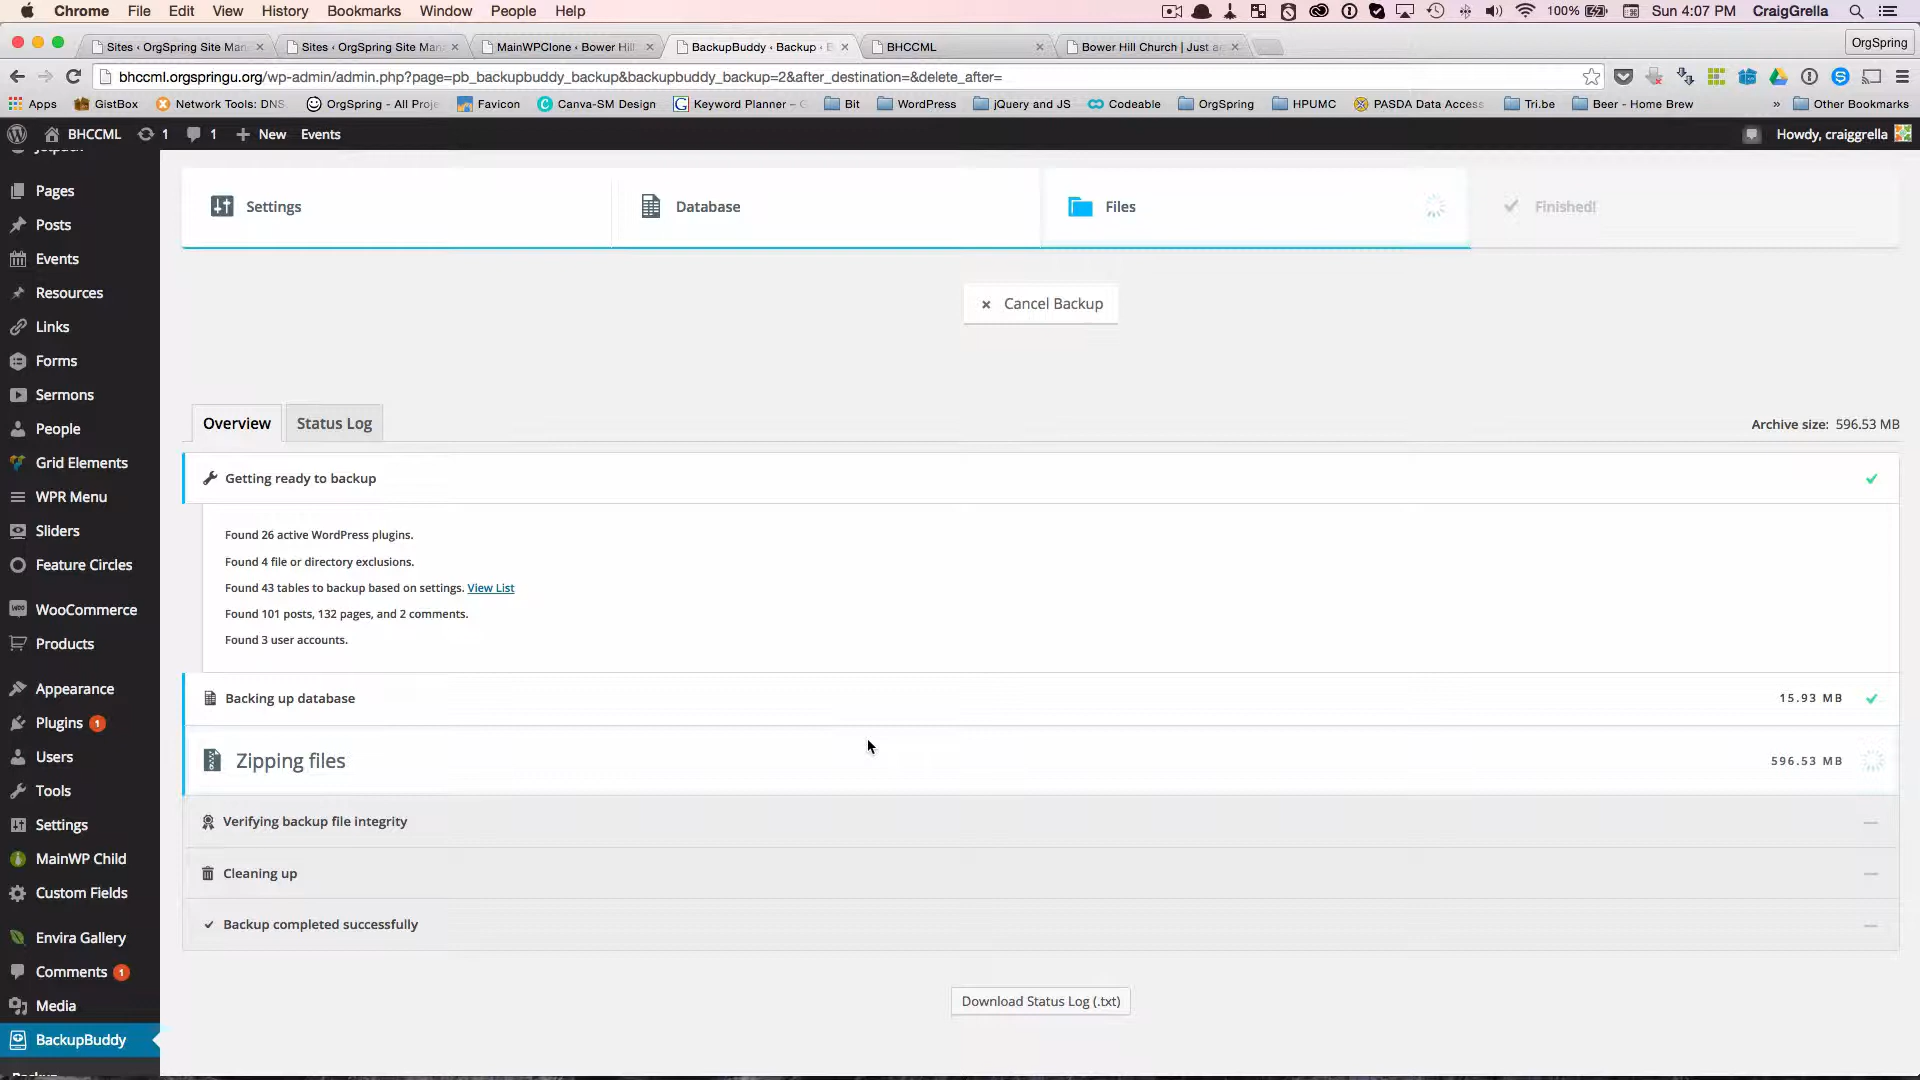 Chrome File Edit View History Bookmarks Window People Help 100% Sun 4:07 PM CraigGrella
Sites ‹ OrgSpring Site Man Sites ‹ OrgSpring Site Man MainWPClone ‹ Bower Hill BackupBuddy ‹ Backup ‹ B BHCCML Bower Hill Church | Just a OrgSpring
bhccml.orgspringu.org/wp-admin/admin.php?page=pb_backupbuddy_backup&backupbuddy_backup=2&after_destination=&delete_after=
Apps GistBox Network Tools: DNS OrgSpring - All Proje Favicon Canva-SM Design Keyword Planner – G Bit WordPress jQuery and JS Codeable OrgSpring HPUMC PASDA Data Access Tri.be Beer - Home Brew » Other Bookmarks
BHCCML 1 1 + New Events Howdy, craiggrella
Jetpack
Pages
Posts
Events
Resources
Links
Forms
Sermons
People
Grid Elements
WPR Menu
Sliders
Feature Circles
WooCommerce
Products
Appearance
Plugins 1
Users
Tools
Settings
MainWP Child
Custom Fields
Envira Gallery
Comments 1
Media
BackupBuddy
Settings Database Files Finished!
Cancel Backup
Overview Status Log Archive size: 596.53 MB
Getting ready to backup
Found 26 active WordPress plugins.
Found 4 file or directory exclusions.
Found 43 tables to backup based on settings. View List
Found 101 posts, 132 pages, and 2 comments.
Found 3 user accounts.
Backing up database 15.93 MB
Zipping files 596.53 MB
Verifying backup file integrity
Cleaning up
Backup completed successfully
Download Status Log (.txt)